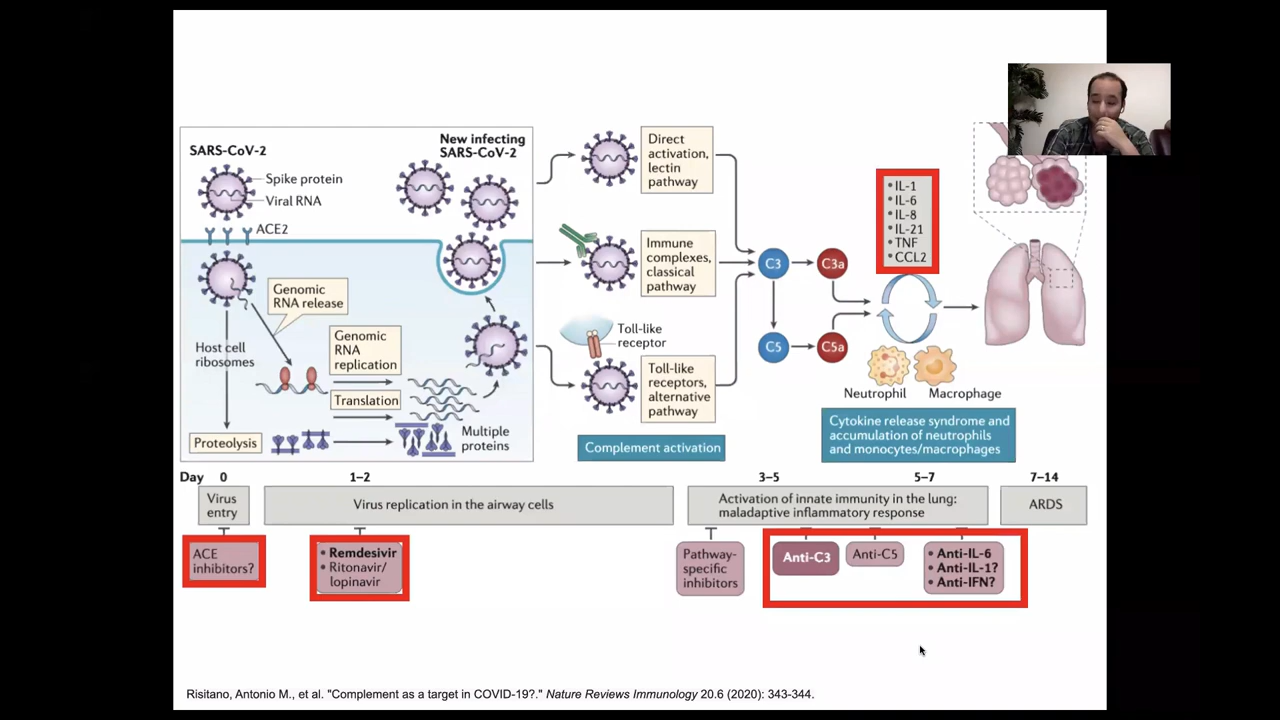 SARS-CoV-2
Spike protein
Viral RNA
ACE2
New infecting
SARS-CoV-2
Genomic
RNA release
Host cell
ribosomes
Genomic
RNA
replication
Translation
Proteolysis
Multiple
proteins
Direct
activation,
lectin
pathway
Immune
complexes,
classical
pathway
Toll-like
receptor
Toll-like
receptors,
alternative
pathway
Complement activation
C3
C3a
C5
C5a
• IL-1
• IL-6
• IL-8
• IL-21
• TNF
• CCL2
Neutrophil
Macrophage
Cytokine release syndrome and
accumulation of neutrophils
and monocytes/macrophages
Day 0 1–2 3–5 5–7 7–14
Virus
entry
Virus replication in the airway cells
Activation of innate immunity in the lung:
maladaptive inflammatory response
ARDS
ACE
inhibitors?
• Remdesivir
• Ritonavir/
lopinavir
Pathway-
specific
inhibitors
Anti-C3
Anti-C5
• Anti-IL-6
• Anti-IL-1?
• Anti-IFN?
Risitano, Antonio M., et al. "Complement as a target in COVID-19?." Nature Reviews Immunology 20.6 (2020): 343-344.